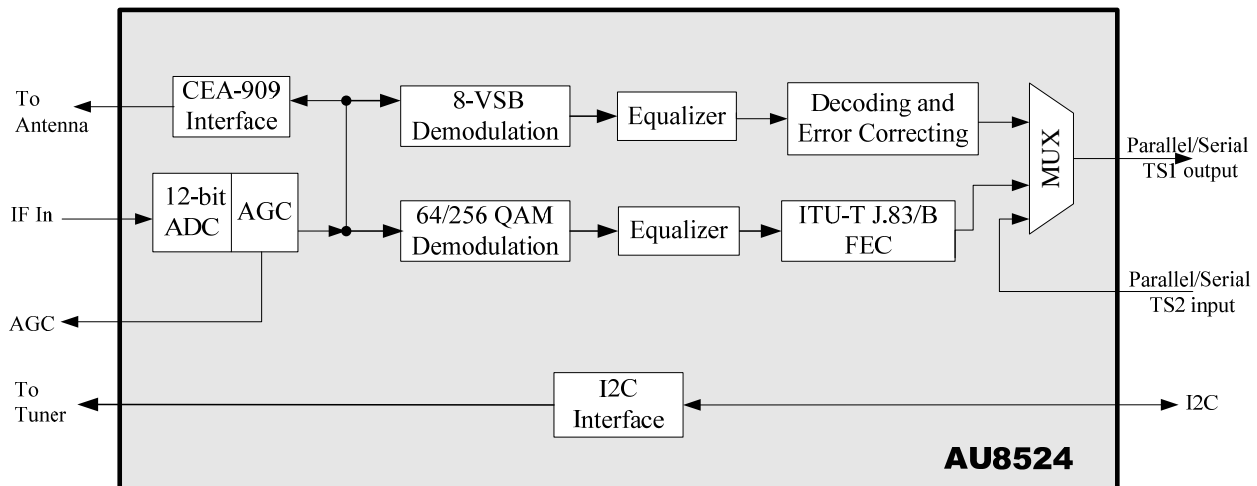 To
Antenna
CEA-909
Interface
8-VSB
Demodulation
Equalizer
Decoding and
Error Correcting
MUX
Parallel/Serial
TS1 output
IF In
12-bit
ADC
AGC
64/256 QAM
Demodulation
Equalizer
ITU-T J.83/B
FEC
Parallel/Serial
TS2 input
AGC
To
Tuner
I2C
Interface
I2C
AU8524